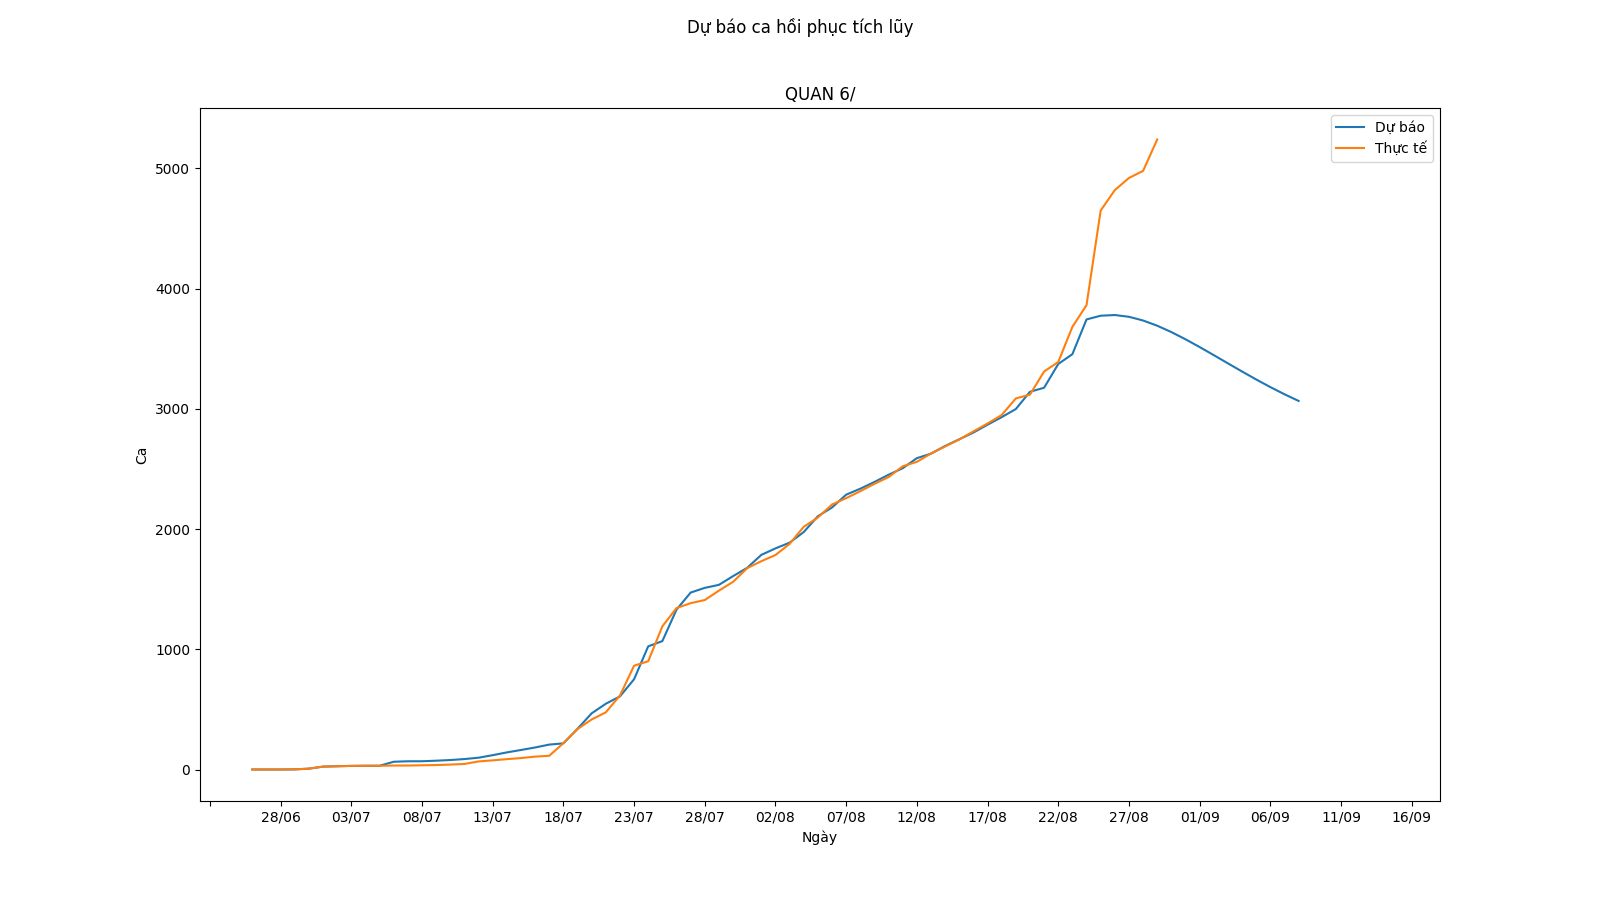 Dự báo ca hồi phục tích lũy
QUAN 6/
Dự báo
Thực tế
5000
4000
3000
2000
1000
0
Ca
28/06 03/07 08/07 13/07 18/07 23/07 28/07 02/08 07/08 12/08 17/08 22/08 27/08 01/09 06/09 11/09 16/09
Ngày